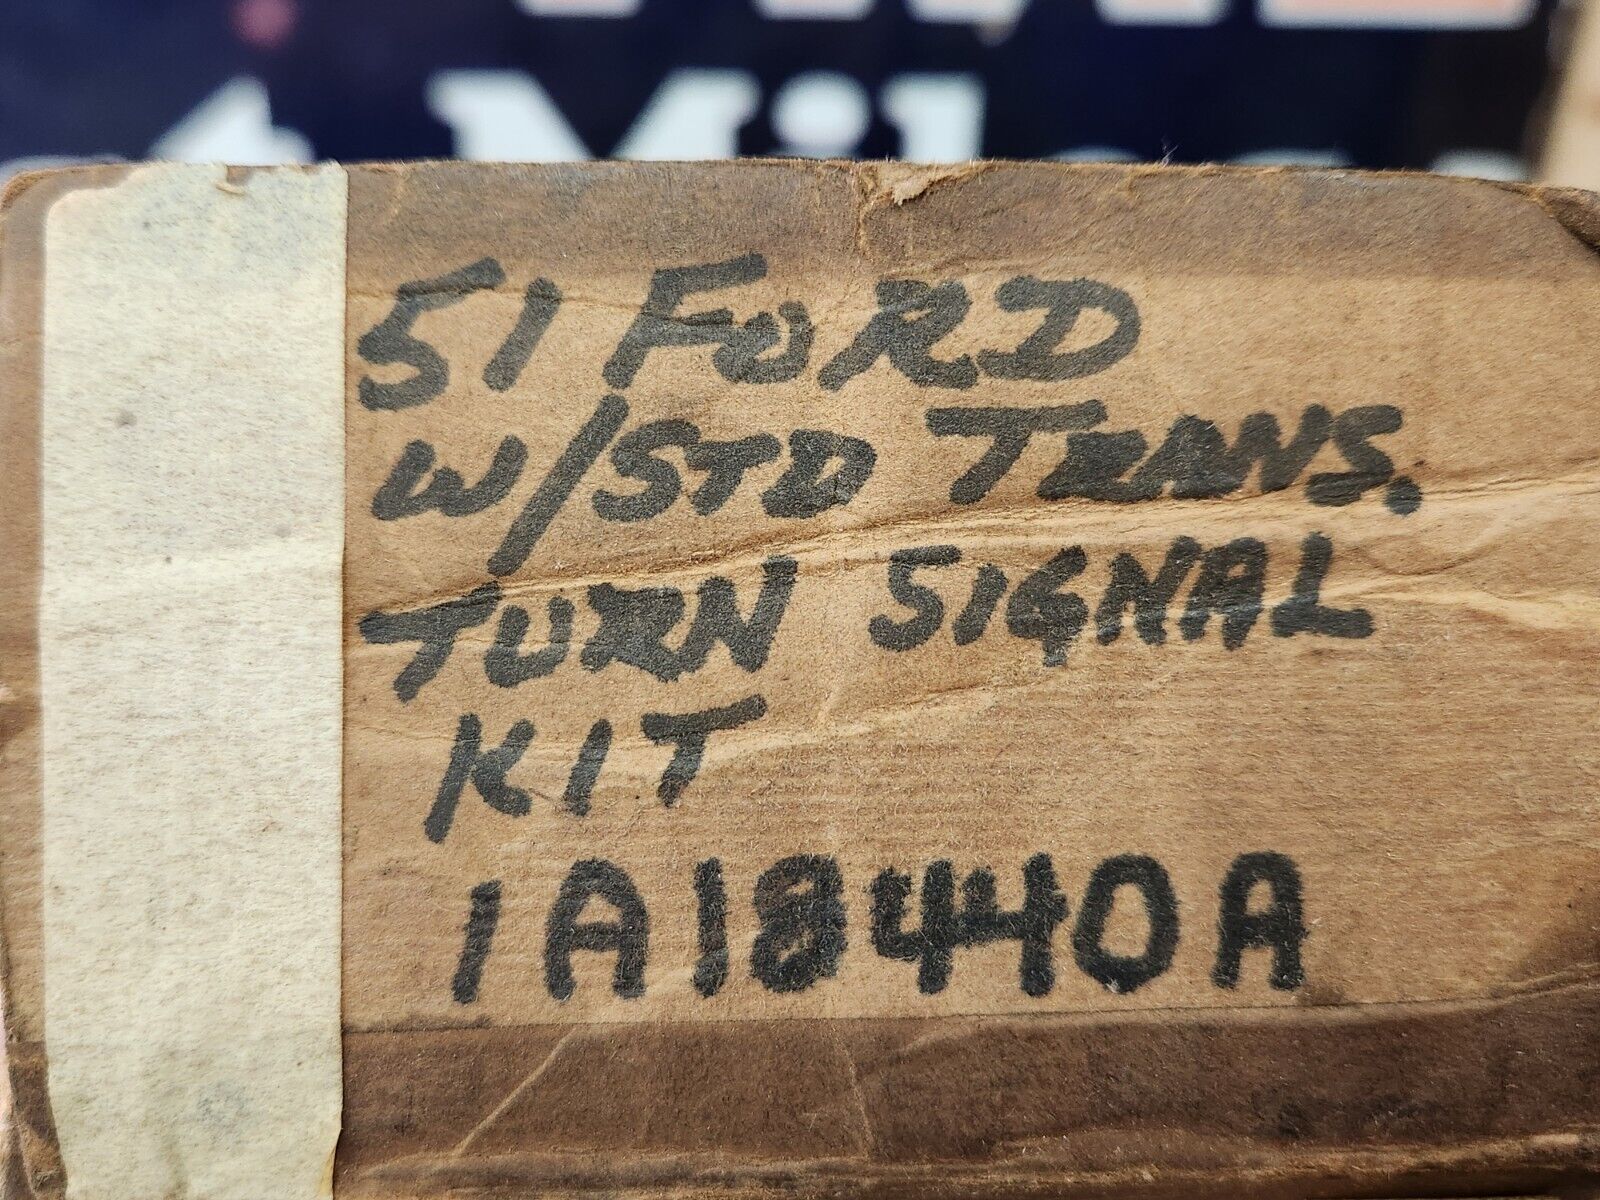 51 FORD
W/STD TRANS.
TURN SIGNAL
KIT
1A18440A